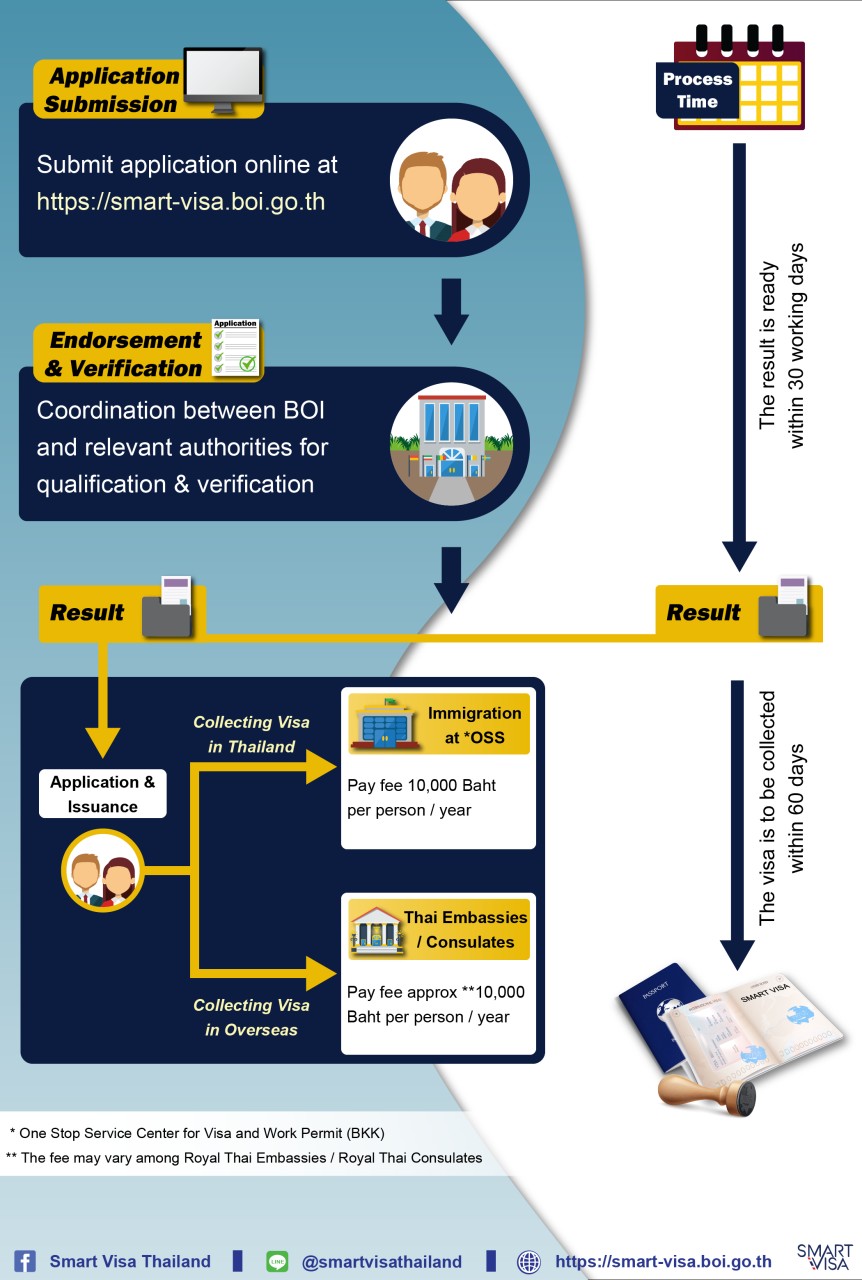 Application
Submission
Submit application online at
https://smart-visa.boi.go.th
Process
Time
The result is ready
within 30 working days
Endorsement
& Verification
Application
Coordination between BOI
and relevant authorities for
qualification & verification
Result
Result
Application &
Issuance
Collecting Visa
in Thailand
Immigration
at *OSS
Pay fee 10,000 Baht
per person / year
Collecting Visa
in Overseas
Thai Embassies
/ Consulates
Pay fee approx **10,000
Baht per person / year
The visa is to be collected
within 60 days
PASSPORT
SMART VISA
* One Stop Service Center for Visa and Work Permit (BKK)
** The fee may vary among Royal Thai Embassies / Royal Thai Consulates
Smart Visa Thailand
LINE
@smartvisathailand
https://smart-visa.boi.go.th
SMART
VISA